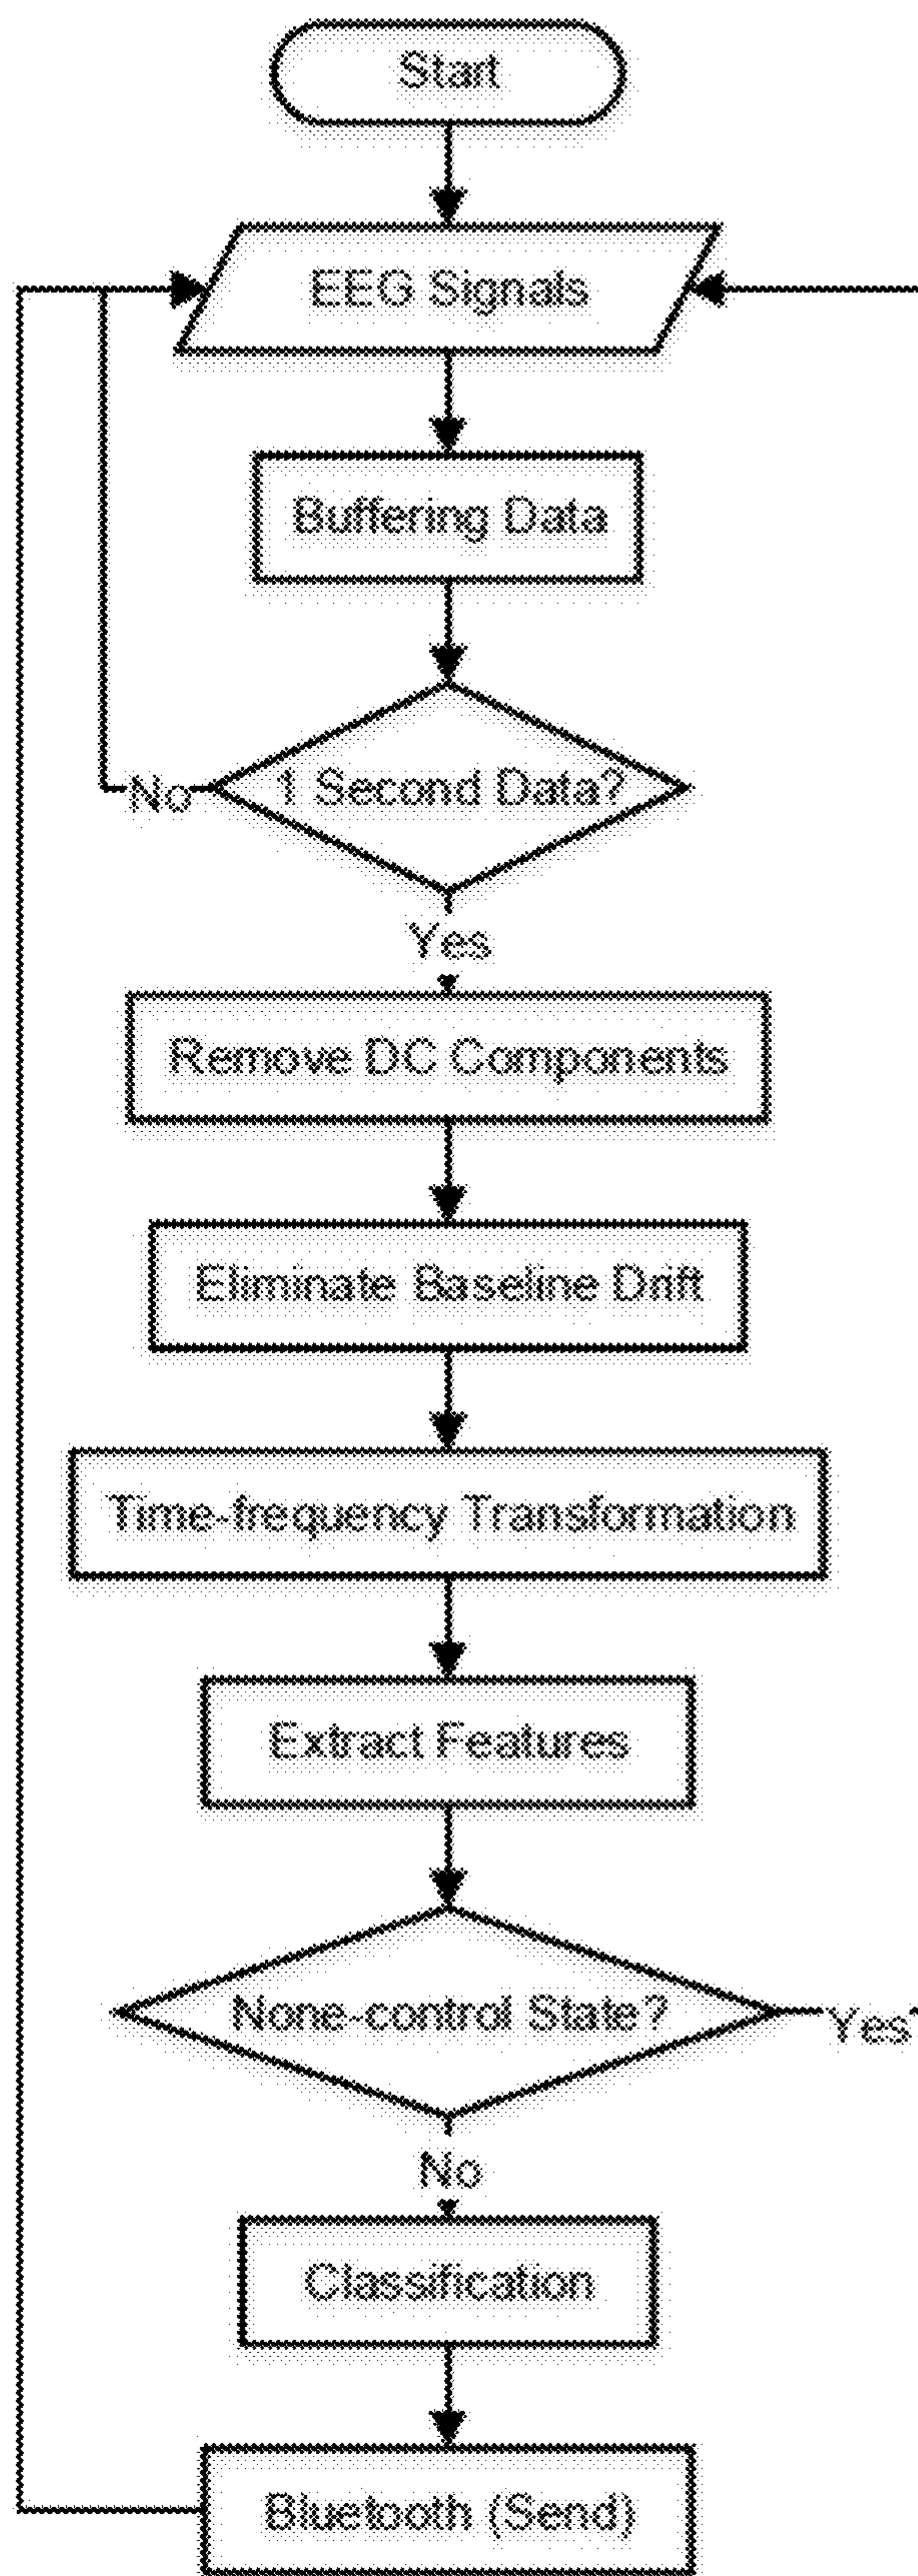 Start
EEG Signals
Buffering Data
1 Second Data?
No
Yes
Remove DC Components
Eliminate Baseline Drift
Time-frequency Transformation
Extract Features
None-control State?
Yes
No
Classification
Bluetooth (Send)